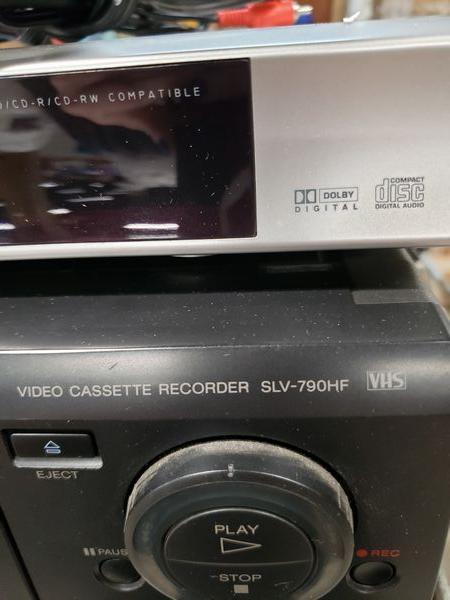 /CD-R/CD-RW COMPATIBLE
DOLBY
DIGITAL
COMPACT
disc
DIGITAL AUDIO
VIDEO CASSETTE RECORDER SLV-790HF VHS
EJECT
PLAY
PAUS
REC
STOP